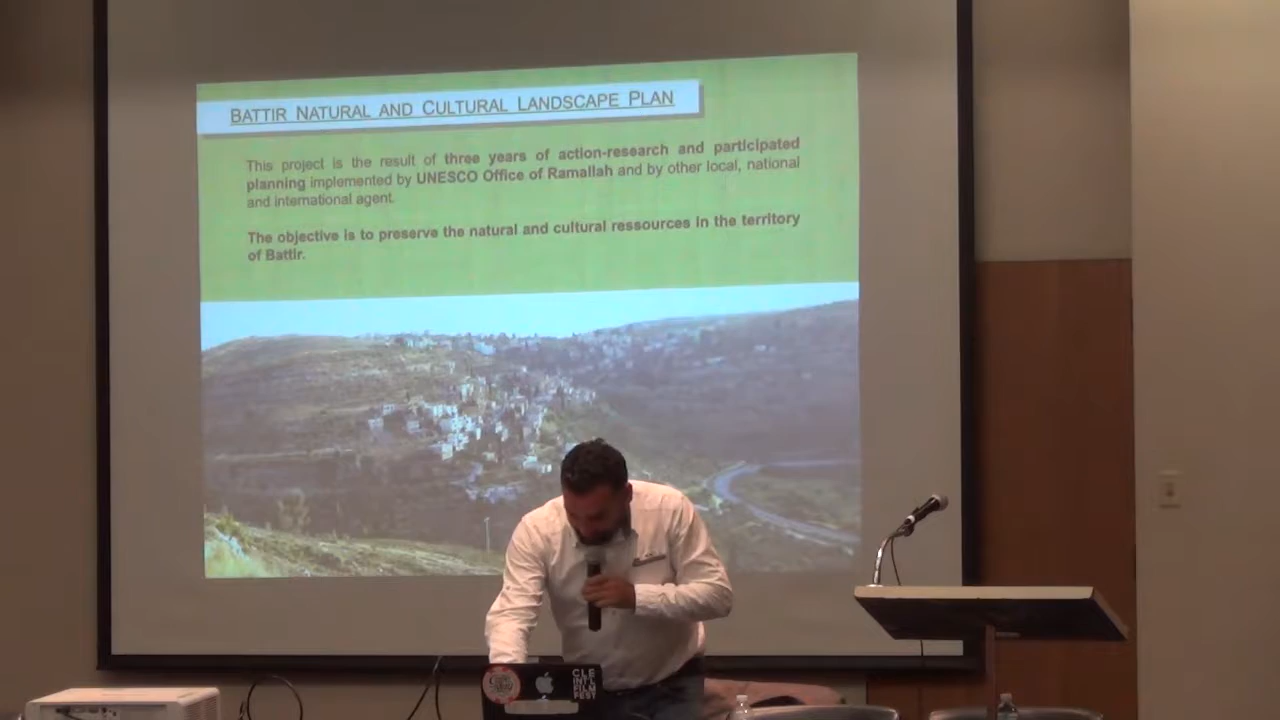 BATTIR NATURAL AND CULTURAL LANDSCAPE PLAN
This project is the result of three years of action-research and participated
planning implemented by UNESCO Office of Ramallah and by other local, national
and international agent.
The objective is to preserve the natural and cultural ressources in the territory
of Battir.
CLE
INT'L
FILM
FEST